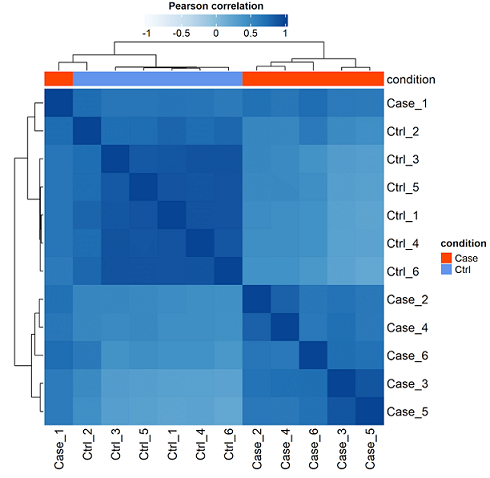 Pearson correlation
-1 -0.5 0 0.5 1
condition
Case_1
Ctrl_2
Ctrl_3
Ctrl_5
Ctrl_1
Ctrl_4
Ctrl_6
Case_2
Case_4
Case_6
Case_3
Case_5
condition
Case
Ctrl
Case_1 Ctrl_2 Ctrl_3 Ctrl_5 Ctrl_1 Ctrl_4 Ctrl_6 Case_2 Case_4 Case_6 Case_3 Case_5